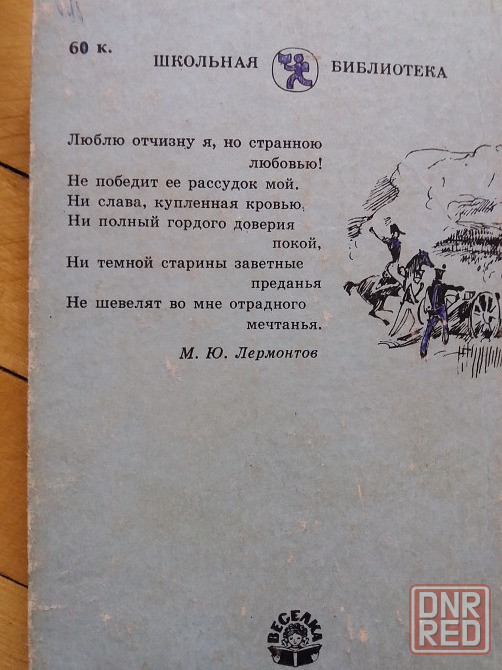 60 к.
ШКОЛЬНАЯ БИБЛИОТЕКА
Люблю отчизну я, но странною
любовью!
Не победит ее рассудок мой.
Ни слава, купленная кровью,
Ни полный гордого доверия
покой,
Ни темной старины заветные
преданья
Не шевелят во мне отрадного
мечтанья.
М. Ю. Лермонтов
ВЕСЕЛКА
DNR
RED